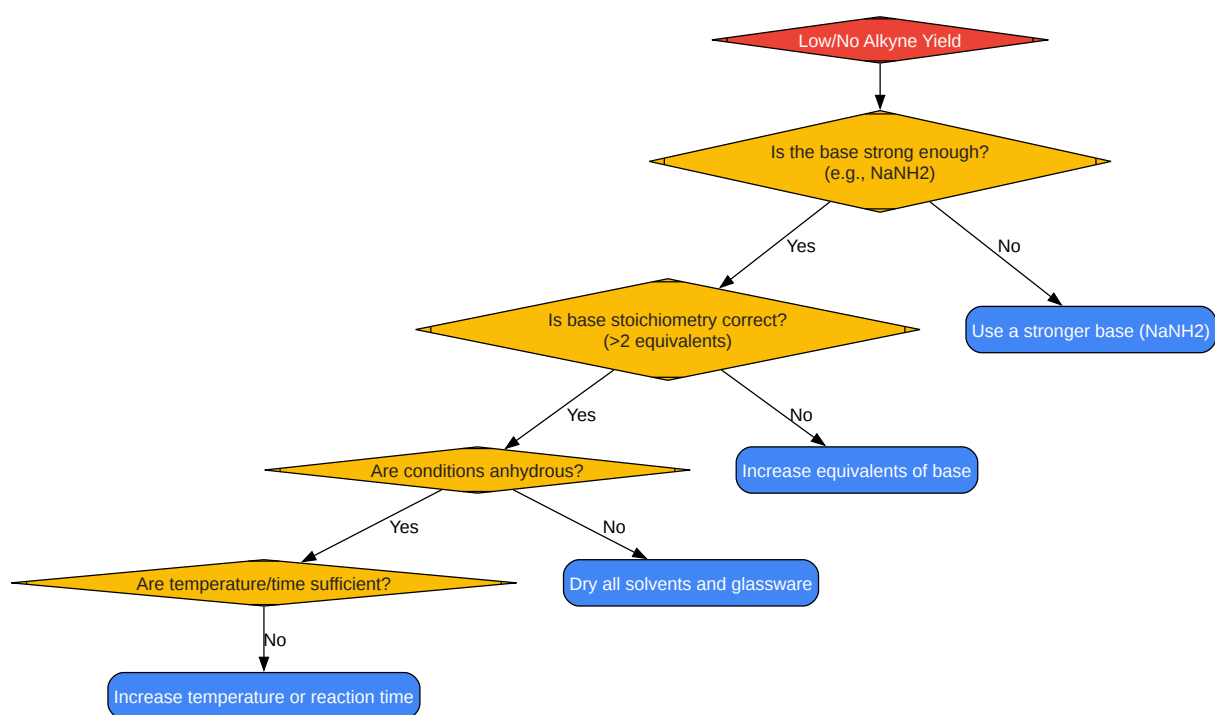 Low/No Alkyne Yield
Is the base strong enough?
(e.g., NaNH2)
Yes
No
Is base stoichiometry correct?
(>2 equivalents)
Use a stronger base (NaNH2)
Yes
No
Are conditions anhydrous?
Increase equivalents of base
Yes
No
Are temperature/time sufficient?
Dry all solvents and glassware
No
Increase temperature or reaction time